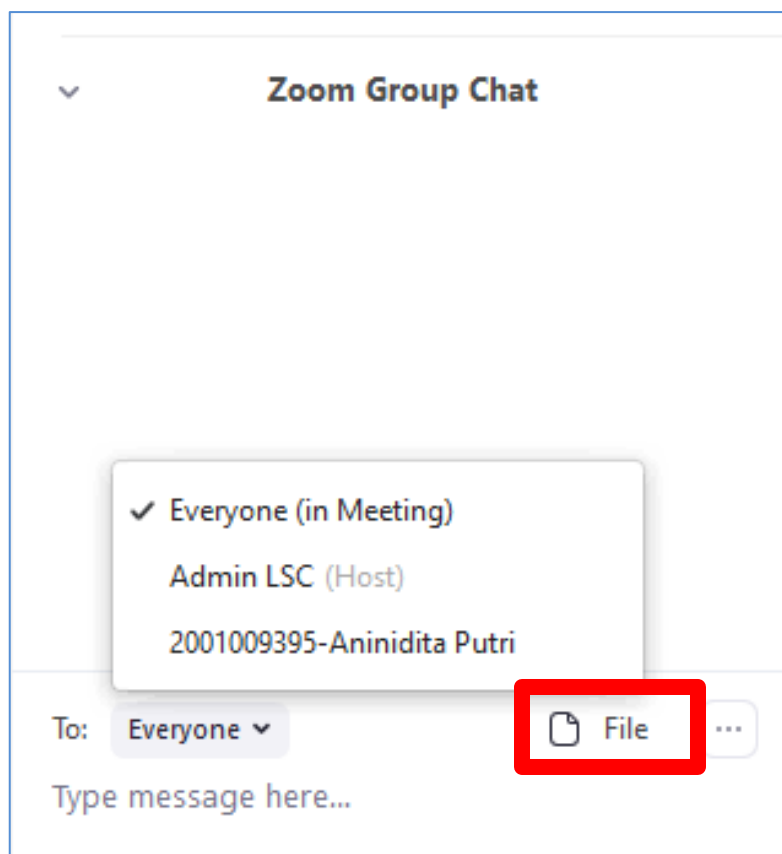 Zoom Group Chat
Everyone (in Meeting)
Admin LSC (Host)
2001009395-Aninidita Putri
To: Everyone File ...
Type message here...